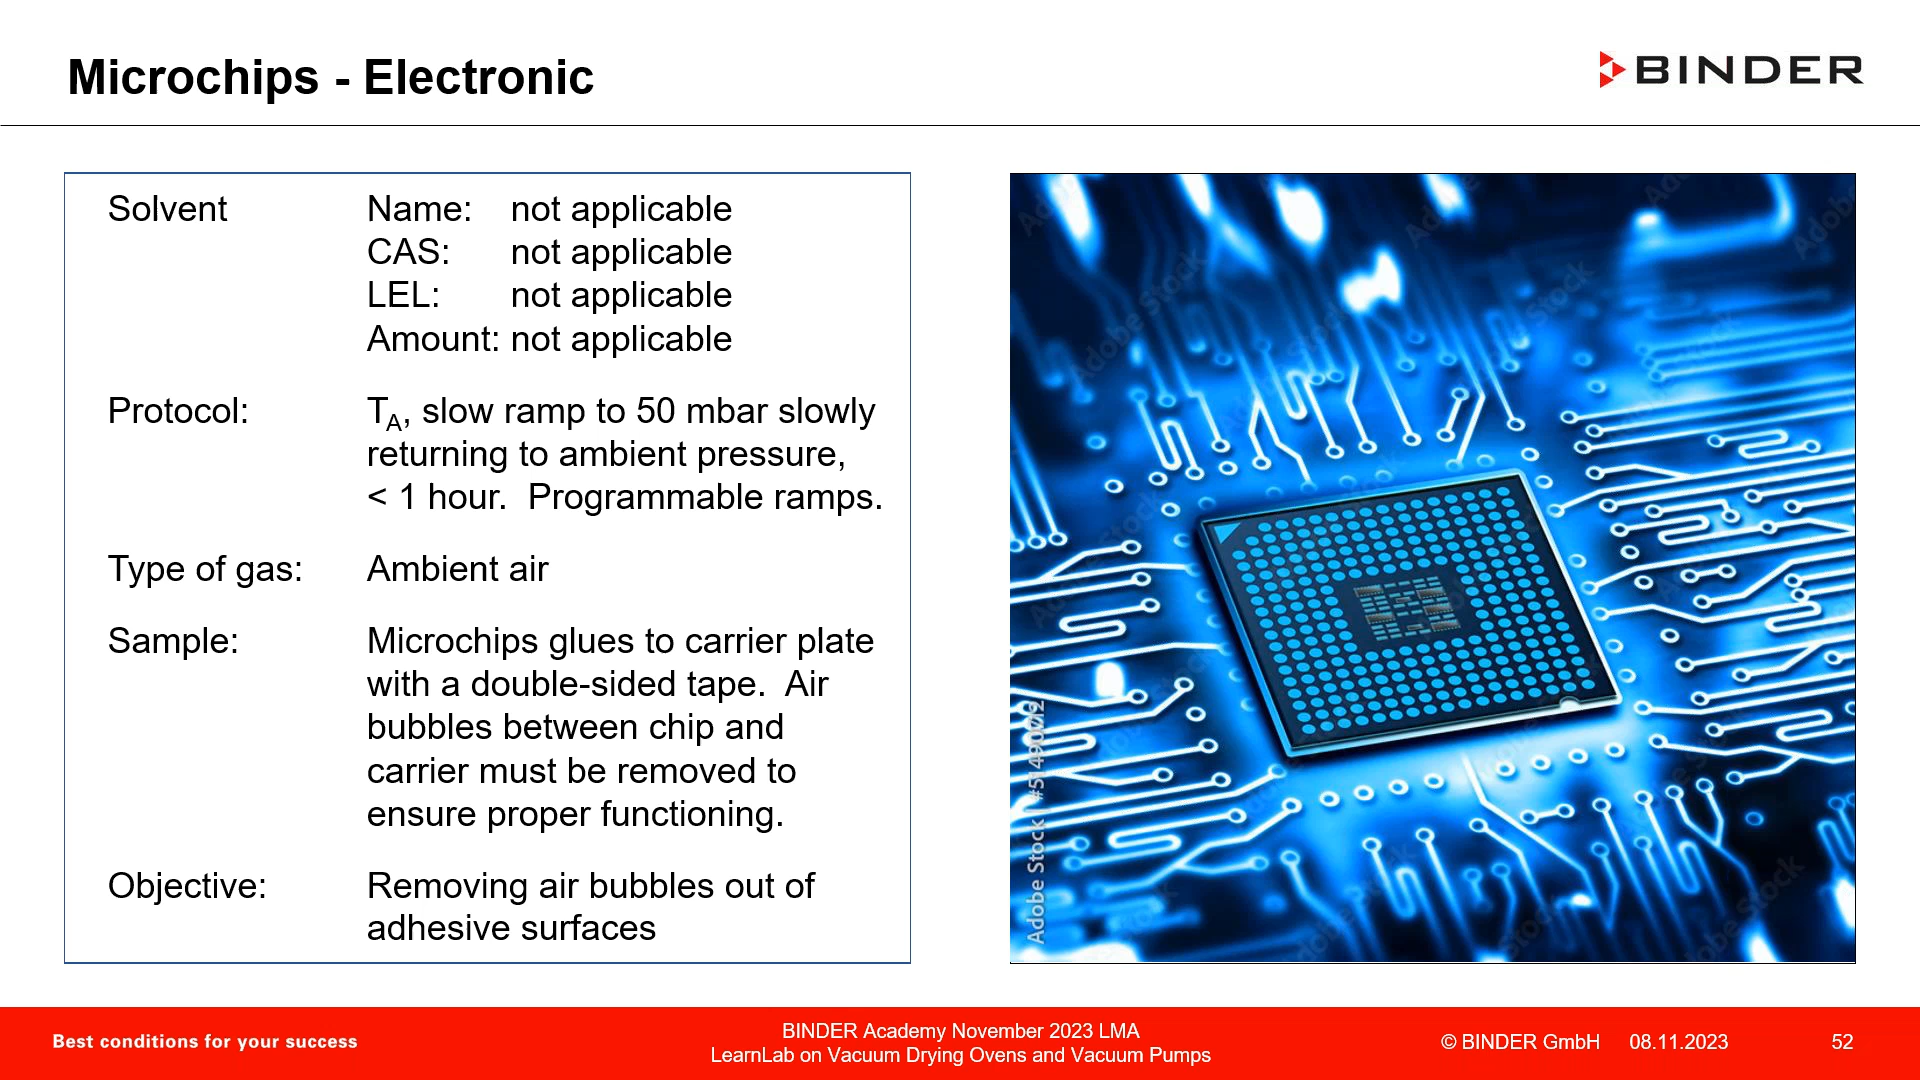 Microchips - Electronic
BINDER
Solvent Name: not applicable
CAS: not applicable
LEL: not applicable
Amount: not applicable
Protocol: TA, slow ramp to 50 mbar slowly
returning to ambient pressure,
< 1 hour. Programmable ramps.
Type of gas: Ambient air
Sample: Microchips glues to carrier plate
with a double-sided tape. Air
bubbles between chip and
carrier must be removed to
ensure proper functioning.
Objective: Removing air bubbles out of
adhesive surfaces
Adobe Stock
Best conditions for your success
BINDER Academy November 2023 LMA
LearnLab on Vacuum Drying Ovens and Vacuum Pumps
© BINDER GmbH 08.11.2023 52